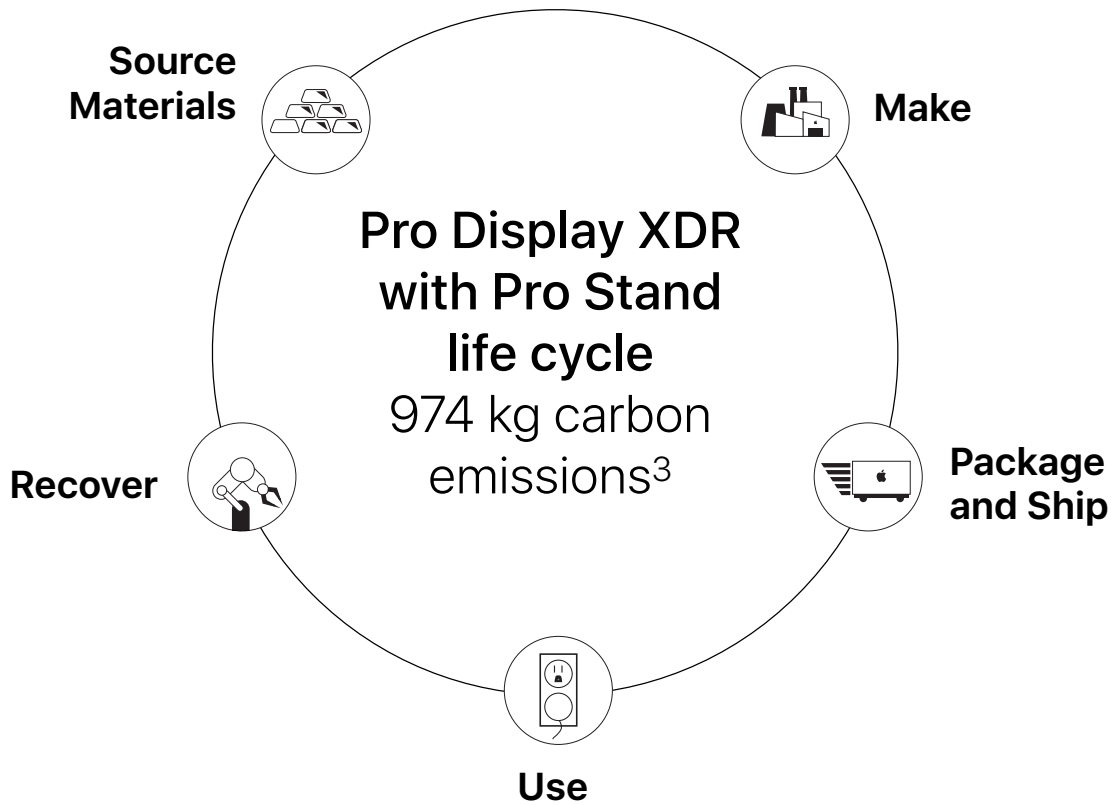 Source
Materials
Make
Pro Display XDR
with Pro Stand
life cycle
974 kg carbon
emissions³
Recover
Package
and Ship
Use